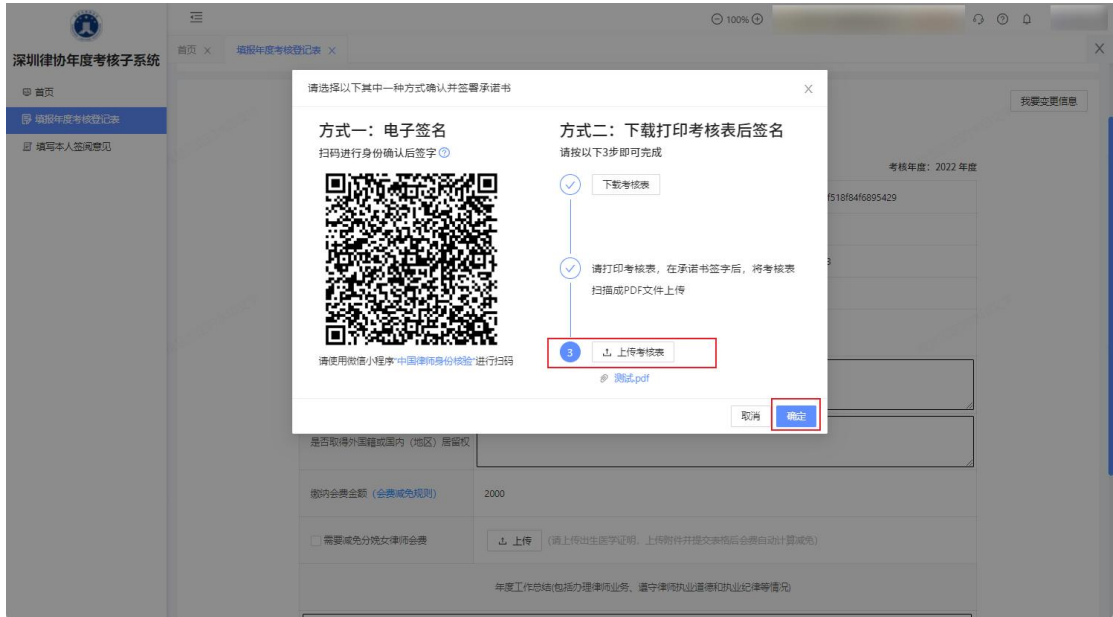 100%
深圳律协年度考核子系统
首页
填报年度考核登记表
填写本人签阅意见
首页 ×
填报年度考核登记表 ×
我要变更信息
考核年度：2022 年度
f518f84f6895429
请选择以下其中一种方式确认并签署承诺书
方式一：电子签名
扫码进行身份确认后签字
请使用微信小程序"中国律师身份核验"进行扫码
方式二：下载打印考核表后签名
请按以下3步即可完成
下载考核表
请打印考核表，在承诺书签字后，将考核表
扫描成PDF文件上传
3 上传考核表
测试.pdf
取消 确定
是否取得外国籍或国内（地区）居留权
缴纳会费金额（会费减免规则） 2000
需要减免分娩女律师会费 上传 （请上传出生医学证明，上传附件并提交表格后会费自动计算减免）
年度工作总结(包括办理律师业务、遵守律师执业道德和执业纪律等情况)